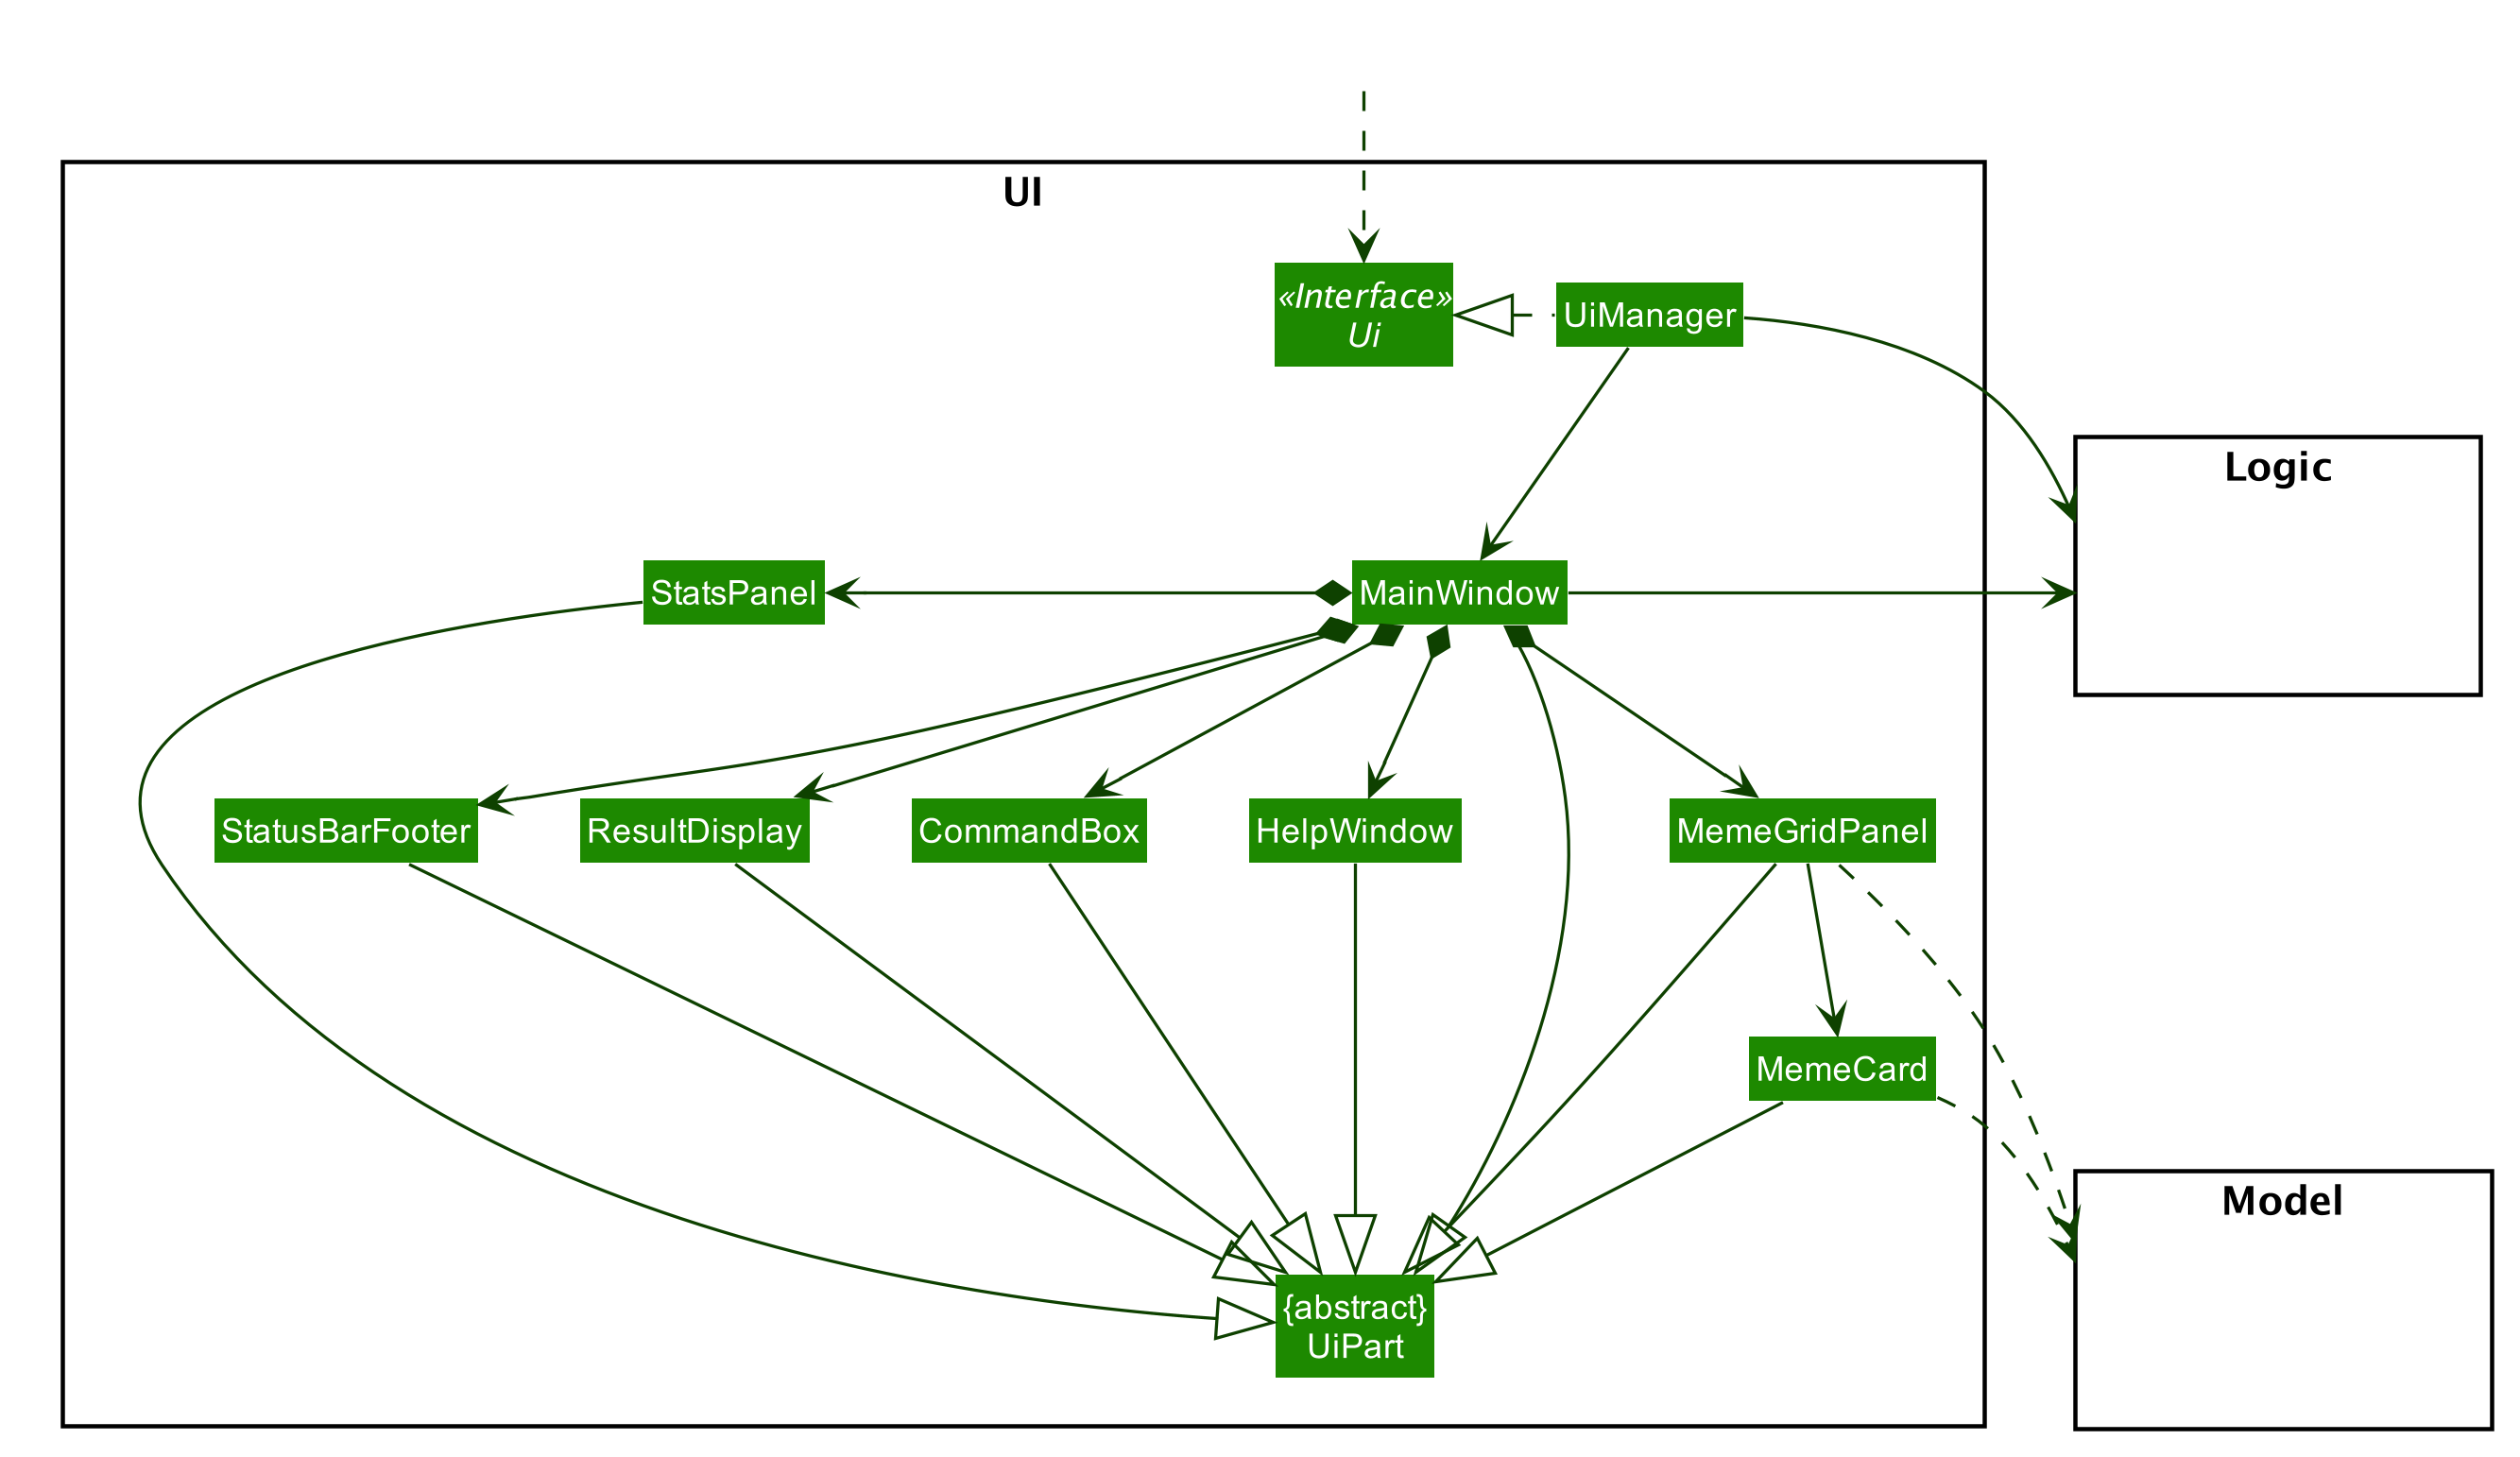 UI
«Interface»
Ui
UiManager
Logic
StatsPanel
MainWindow
StatusBarFooter
ResultDisplay
CommandBox
HelpWindow
MemeGridPanel
MemeCard
Model
{abstract}
UiPart